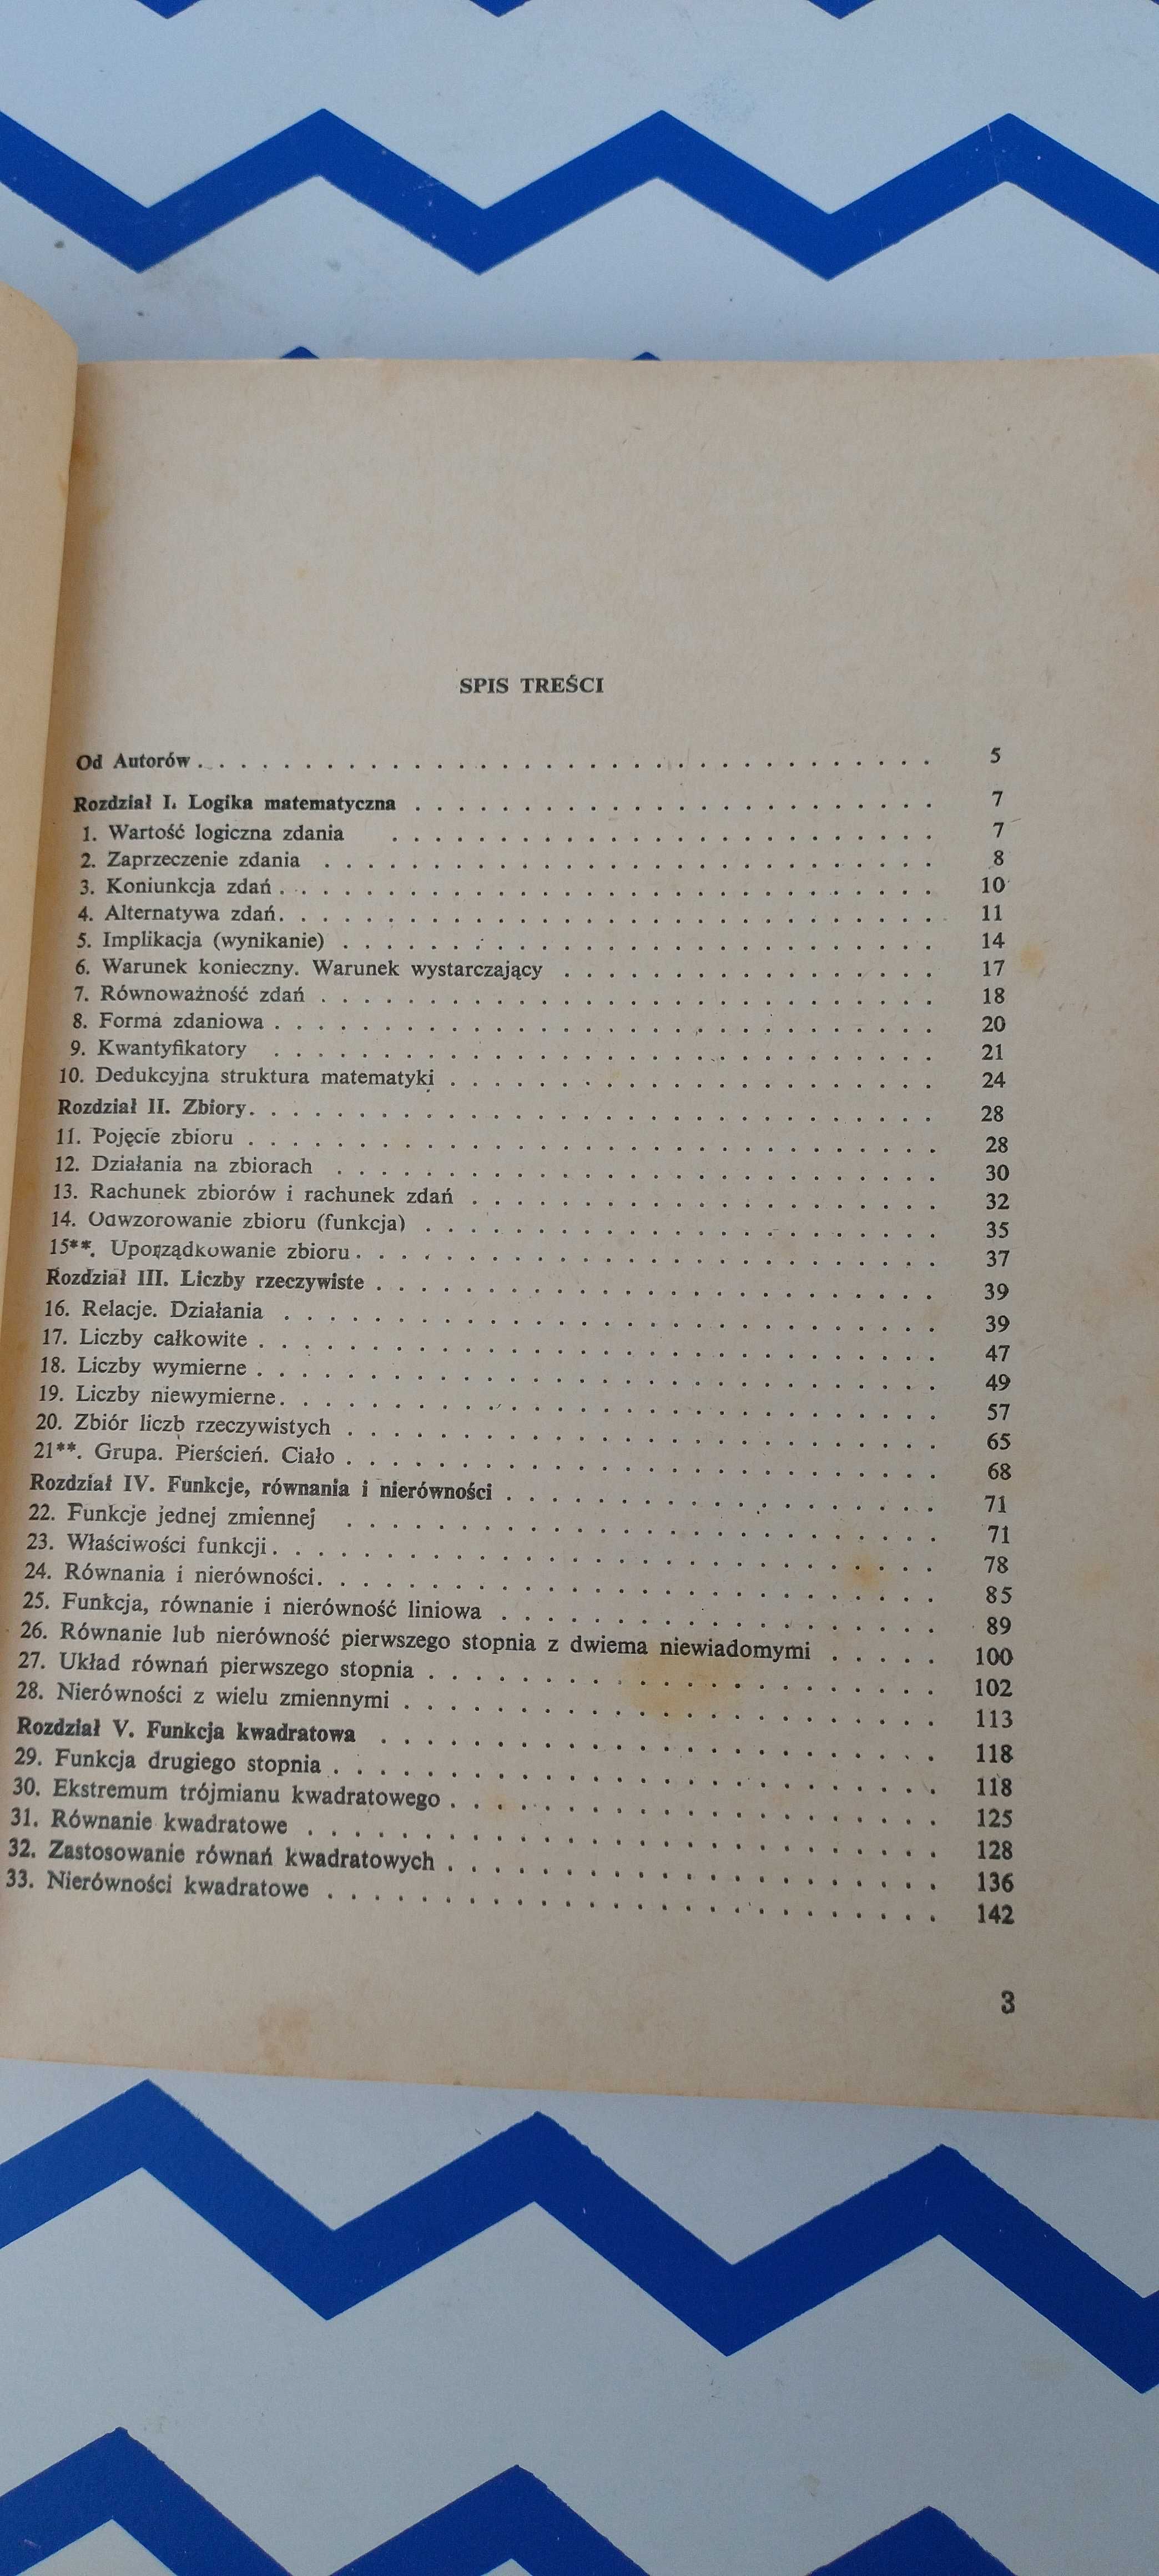 SPIS TREŚCI
Od Autorów . . . . . . . . . . . . . . . . . . . . . . . . . . 5
Rozdział I. Logika matematyczna . . . . . . . . . . . . . . . . 7
1. Wartość logiczna zdania . . . . . . . . . . . . . . . . . . 7
2. Zaprzeczenie zdania . . . . . . . . . . . . . . . . . . . . 8
3. Koniunkcja zdań . . . . . . . . . . . . . . . . . . . . . . 10
4. Alternatywa zdań . . . . . . . . . . . . . . . . . . . . . . 11
5. Implikacja (wynikanie) . . . . . . . . . . . . . . . . . . . 14
6. Warunek konieczny. Warunek wystarczający . . . . . . . . . . 17
7. Równoważność zdań . . . . . . . . . . . . . . . . . . . . . 18
8. Forma zdaniowa . . . . . . . . . . . . . . . . . . . . . . . 20
9. Kwantyfikatory . . . . . . . . . . . . . . . . . . . . . . . 21
10. Dedukcyjna struktura matematyki . . . . . . . . . . . . . . 24
Rozdział II. Zbiory . . . . . . . . . . . . . . . . . . . . . . 28
11. Pojęcie zbioru . . . . . . . . . . . . . . . . . . . . . . 28
12. Działania na zbiorach . . . . . . . . . . . . . . . . . . . 30
13. Rachunek zbiorów i rachunek zdań . . . . . . . . . . . . . 32
14. Odwzorowanie zbioru (funkcja) . . . . . . . . . . . . . . . 35
15**. Uporządkowanie zbioru . . . . . . . . . . . . . . . . . . 37
Rozdział III. Liczby rzeczywiste . . . . . . . . . . . . . . . 39
16. Relacje. Działania . . . . . . . . . . . . . . . . . . . . 39
17. Liczby całkowite . . . . . . . . . . . . . . . . . . . . . 47
18. Liczby wymierne . . . . . . . . . . . . . . . . . . . . . . 49
19. Liczby niewymierne . . . . . . . . . . . . . . . . . . . . 57
20. Zbiór liczb rzeczywistych . . . . . . . . . . . . . . . . . 65
21**. Grupa. Pierścień. Ciało . . . . . . . . . . . . . . . . . 68
Rozdział IV. Funkcje, równania i nierówności . . . . . . . . . 71
22. Funkcje jednej zmiennej . . . . . . . . . . . . . . . . . . 71
23. Właściwości funkcji . . . . . . . . . . . . . . . . . . . . 78
24. Równania i nierówności . . . . . . . . . . . . . . . . . . 85
25. Funkcja, równanie i nierówność liniowa . . . . . . . . . . 89
26. Równanie lub nierówność pierwszego stopnia z dwiema niewiadomymi . . . . . 100
27. Układ równań pierwszego stopnia . . . . . . . . . . . . . . 102
28. Nierówności z wielu zmiennymi . . . . . . . . . . . . . . . 113
Rozdział V. Funkcja kwadratowa . . . . . . . . . . . . . . . . 118
29. Funkcja drugiego stopnia . . . . . . . . . . . . . . . . . 118
30. Ekstremum trójmianu kwadratowego . . . . . . . . . . . . . 125
31. Równanie kwadratowe . . . . . . . . . . . . . . . . . . . . 128
32. Zastosowanie równań kwadratowych . . . . . . . . . . . . . 136
33. Nierówności kwadratowe . . . . . . . . . . . . . . . . . . 142
3